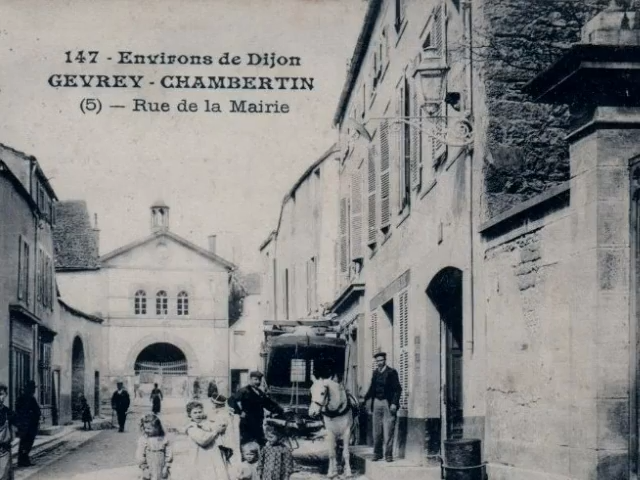 147 - Environs de Dijon
GEVREY - CHAMBERTIN
(5) — Rue de la Mairie